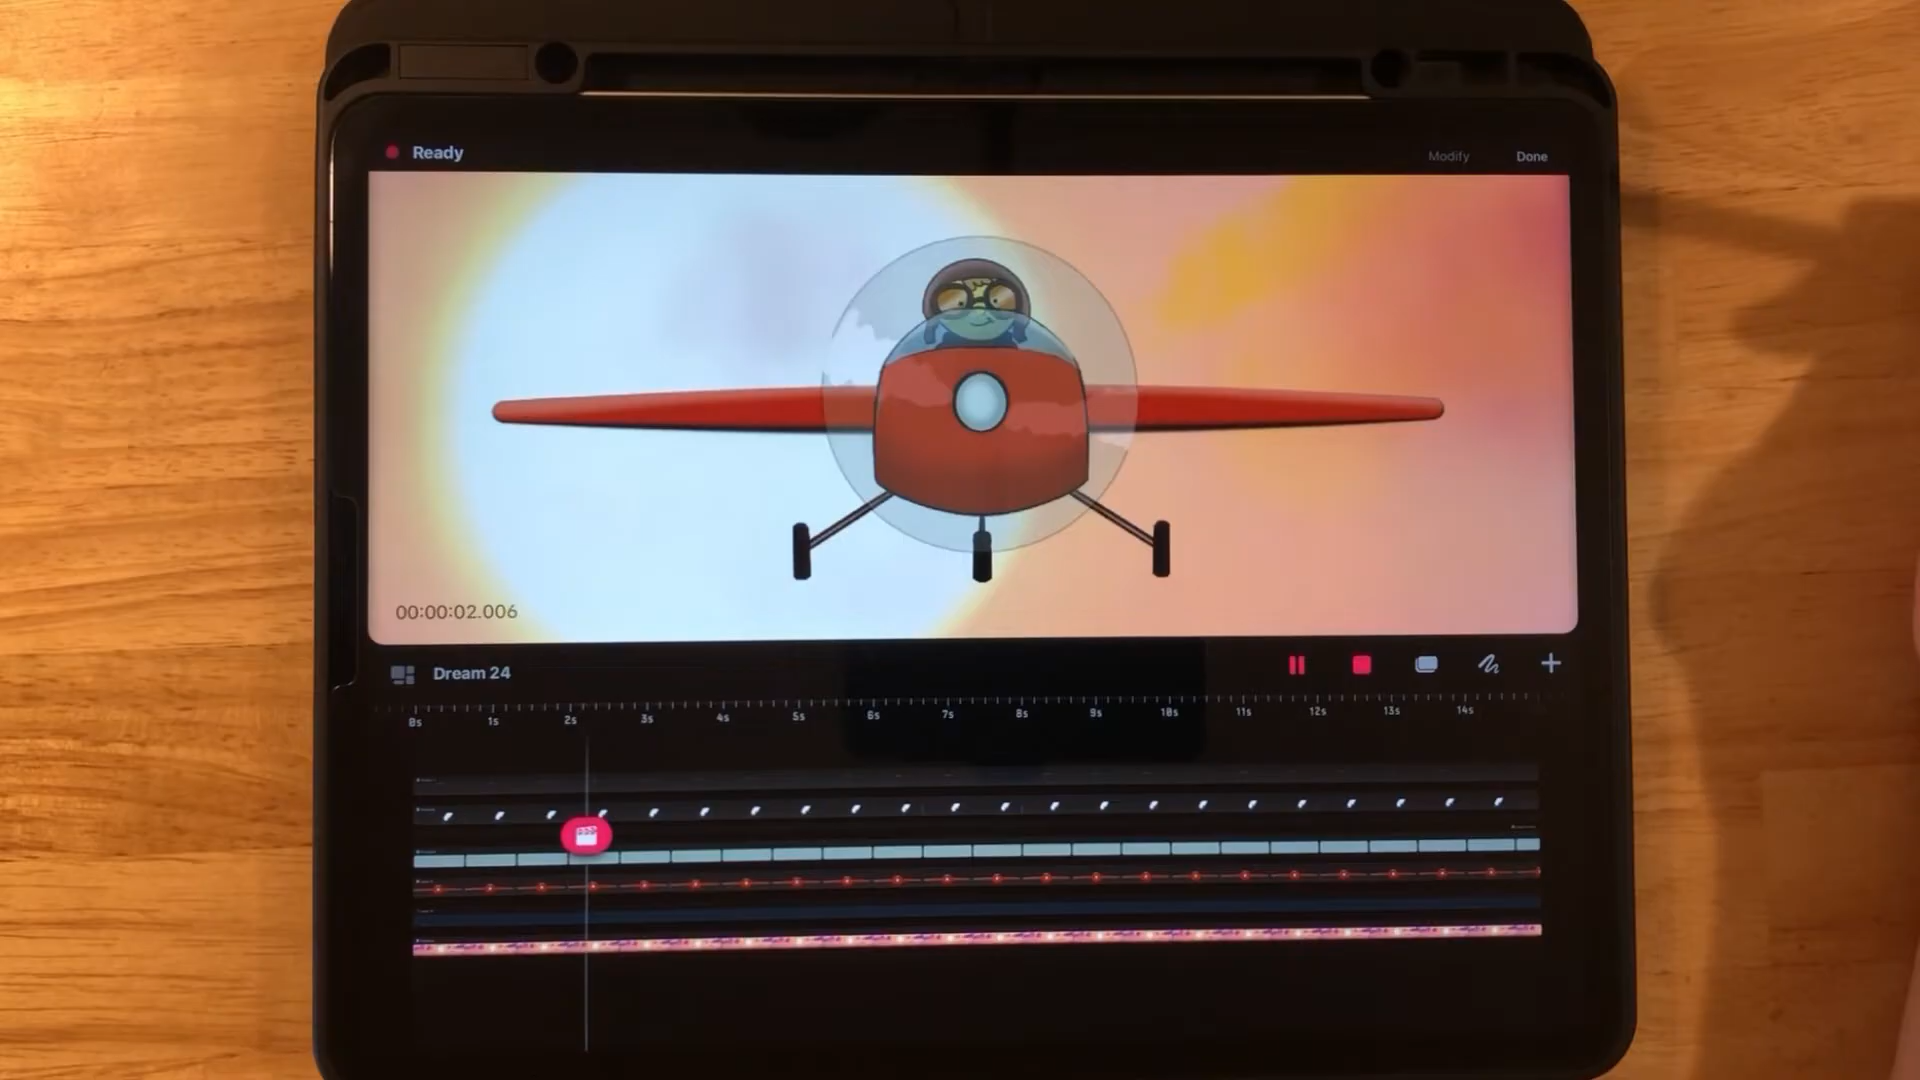 Ready
Modify
Done
00:00:02.006
Dream 24
0s 1s 2s 3s 4s 5s 6s 7s 8s 9s 10s 11s 12s 13s 14s